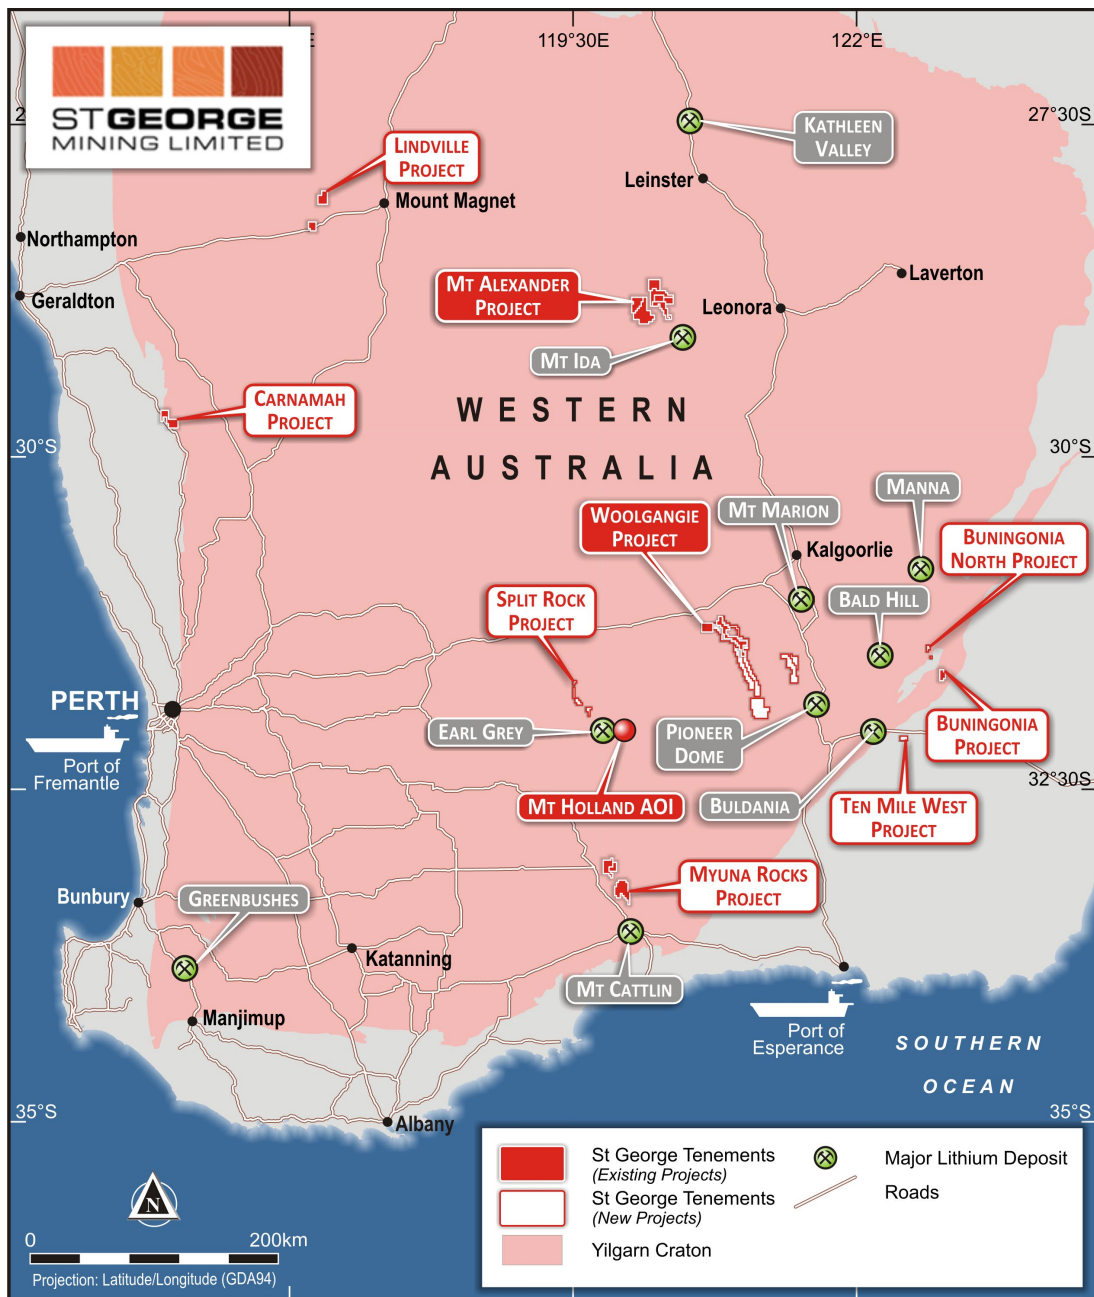 119°30E
122°E
STGEORGE
MINING LIMITED
27°30S
KATHLEEN
VALLEY
LINDVILLE
PROJECT
Leinster
Mount Magnet
Northampton
Laverton
MT ALEXANDER
PROJECT
Geraldton
Leonora
MT IDA
CARNAMAH
PROJECT
WESTERN
AUSTRALIA
30°S
30°S
MANNA
WOOLGANGIE
PROJECT
MT MARION
BUNINGONIA
NORTH PROJECT
Kalgoorlie
SPLIT ROCK
PROJECT
BALD HILL
PERTH
EARL GREY
PIONEER
DOME
BUNINGONIA
PROJECT
Port of
Fremantle
32°30S
MT HOLLAND AOI
BULDANIA
TEN MILE WEST
PROJECT
MYUNA ROCKS
PROJECT
Bunbury
GREENBUSHES
Katanning
MT CATTLIN
Manjimup
Port of
Esperance
SOUTHERN
OCEAN
35°S
35°S
Albany
St George Tenements
(Existing Projects)
Major Lithium Deposit
St George Tenements
(New Projects)
Roads
Yilgarn Craton
N
0
200km
Projection: Latitude/Longitude (GDA94)